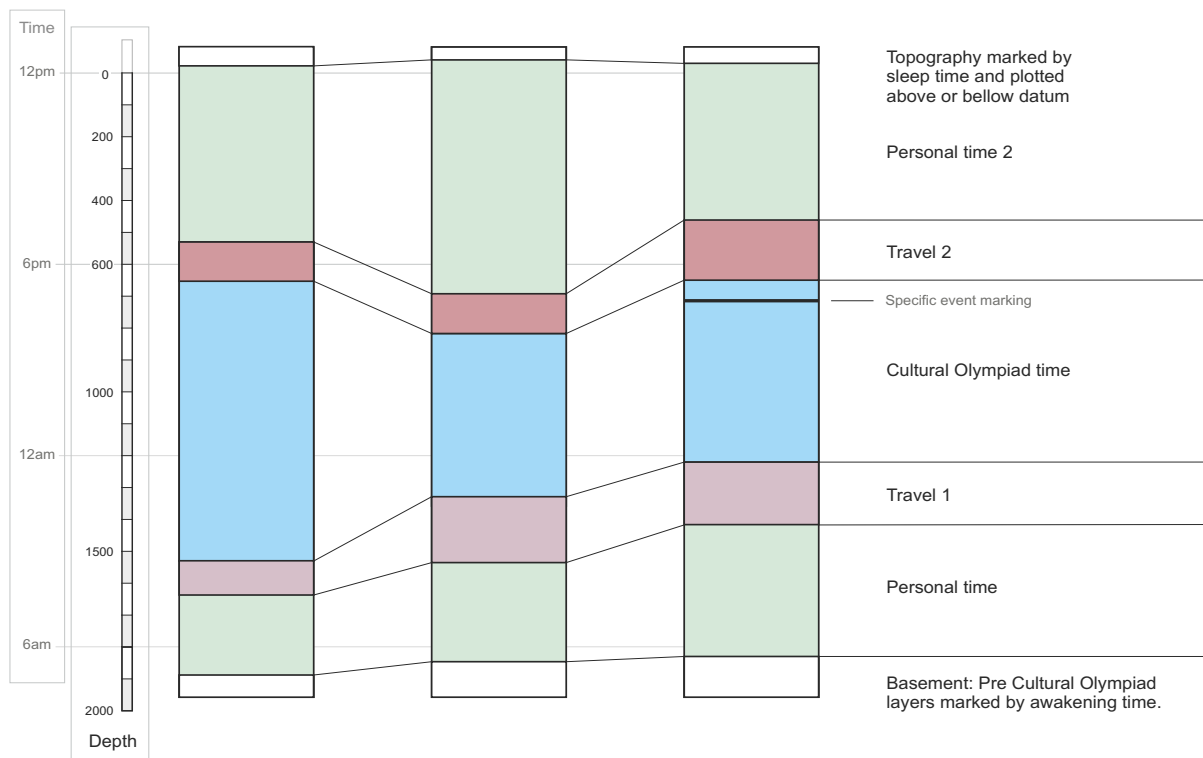 Time
12pm
6pm
12am
6am
0
200
400
600
1000
1500
2000
Depth
Topography marked by
sleep time and plotted
above or bellow datum
Personal time 2
Travel 2
Specific event marking
Cultural Olympiad time
Travel 1
Personal time
Basement: Pre Cultural Olympiad
layers marked by awakening time.